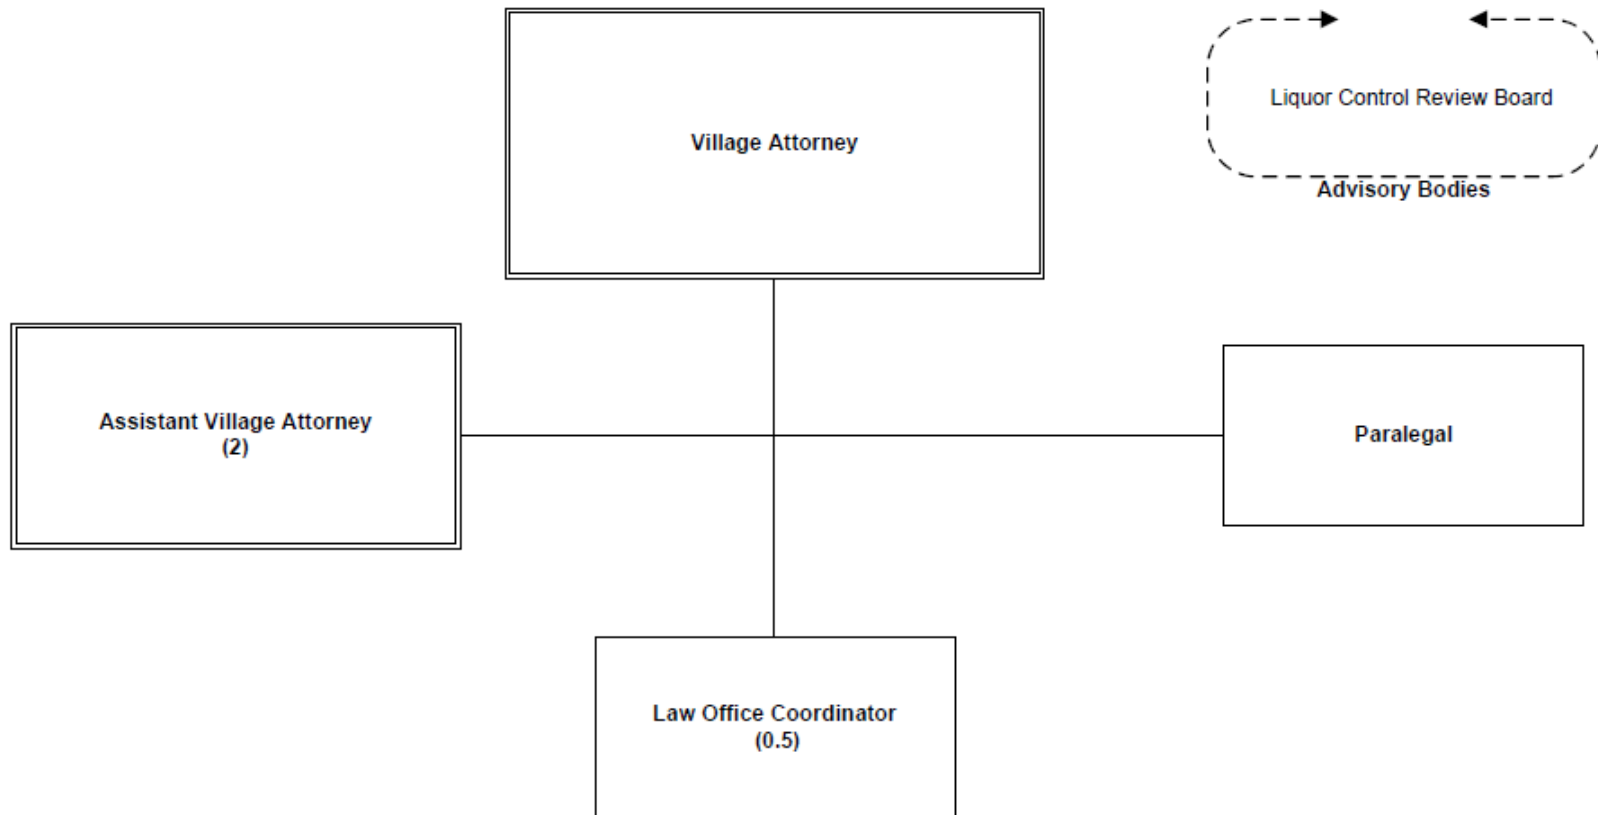 Village Attorney
Liquor Control Review Board
Advisory Bodies
Assistant Village Attorney
(2)
Paralegal
Law Office Coordinator
(0.5)